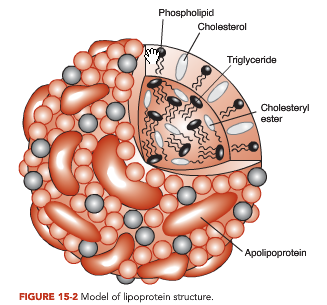 Phospholipid
Cholesterol
Triglyceride
Cholesteryl
ester
Apolipoprotein
FIGURE 15-2 Model of lipoprotein structure.